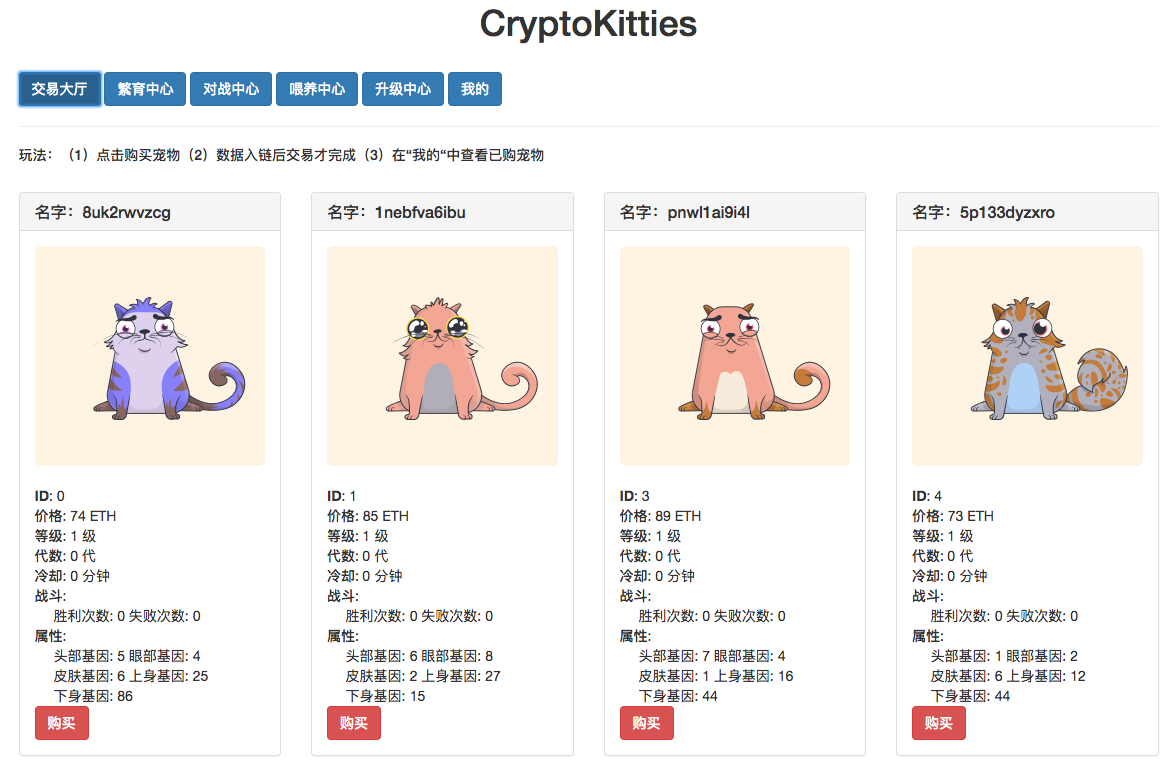 CryptoKitties
交易大厅 繁育中心 对战中心 喂养中心 升级中心 我的
玩法：（1）点击购买宠物（2）数据入链后交易才完成（3）在“我的“中查看已购宠物
名字：8uk2rwvzcg
ID: 0
价格: 74 ETH
等级: 1 级
代数: 0 代
冷却: 0 分钟
战斗:
胜利次数: 0 失败次数: 0
属性:
头部基因: 5 眼部基因: 4
皮肤基因: 6 上身基因: 25
下身基因: 86
购买
名字：1nebfva6ibu
ID: 1
价格: 85 ETH
等级: 1 级
代数: 0 代
冷却: 0 分钟
战斗:
胜利次数: 0 失败次数: 0
属性:
头部基因: 6 眼部基因: 8
皮肤基因: 2 上身基因: 27
下身基因: 15
购买
名字：pnwl1ai9i4l
ID: 3
价格: 89 ETH
等级: 1 级
代数: 0 代
冷却: 0 分钟
战斗:
胜利次数: 0 失败次数: 0
属性:
头部基因: 7 眼部基因: 4
皮肤基因: 1 上身基因: 16
下身基因: 44
购买
名字：5p133dyzxro
ID: 4
价格: 73 ETH
等级: 1 级
代数: 0 代
冷却: 0 分钟
战斗:
胜利次数: 0 失败次数: 0
属性:
头部基因: 1 眼部基因: 2
皮肤基因: 6 上身基因: 12
下身基因: 44
购买